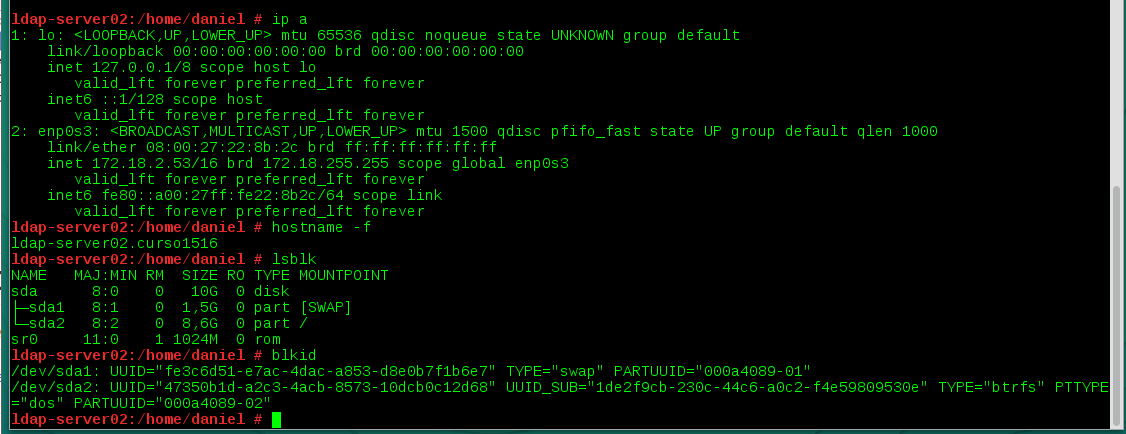 ldap-server02:/home/daniel # ip a
1: lo: <LOOPBACK,UP,LOWER_UP> mtu 65536 qdisc noqueue state UNKNOWN group default
    link/loopback 00:00:00:00:00:00 brd 00:00:00:00:00:00
    inet 127.0.0.1/8 scope host lo
       valid_lft forever preferred_lft forever
    inet6 ::1/128 scope host
       valid_lft forever preferred_lft forever
2: enp0s3: <BROADCAST,MULTICAST,UP,LOWER_UP> mtu 1500 qdisc pfifo_fast state UP group default qlen 1000
    link/ether 08:00:27:22:8b:2c brd ff:ff:ff:ff:ff:ff
    inet 172.18.2.53/16 brd 172.18.255.255 scope global enp0s3
       valid_lft forever preferred_lft forever
    inet6 fe80::a00:27ff:fe22:8b2c/64 scope link
       valid_lft forever preferred_lft forever
ldap-server02:/home/daniel # hostname -f
ldap-server02.curso1516
ldap-server02:/home/daniel # lsblk
NAME   MAJ:MIN RM  SIZE RO TYPE MOUNTPOINT
sda      8:0    0   10G  0 disk
├─sda1   8:1    0  1,5G  0 part [SWAP]
└─sda2   8:2    0  8,6G  0 part /
sr0     11:0    1 1024M  0 rom
ldap-server02:/home/daniel # blkid
/dev/sda1: UUID="fe3c6d51-e7ac-4dac-a853-d8e0b7f1b6e7" TYPE="swap" PARTUUID="000a4089-01"
/dev/sda2: UUID="47350b1d-a2c3-4acb-8573-10dcb0c12d68" UUID_SUB="1de2f9cb-230c-44c6-a0c2-f4e59809530e" TYPE="btrfs" PTTYPE
="dos" PARTUUID="000a4089-02"
ldap-server02:/home/daniel #